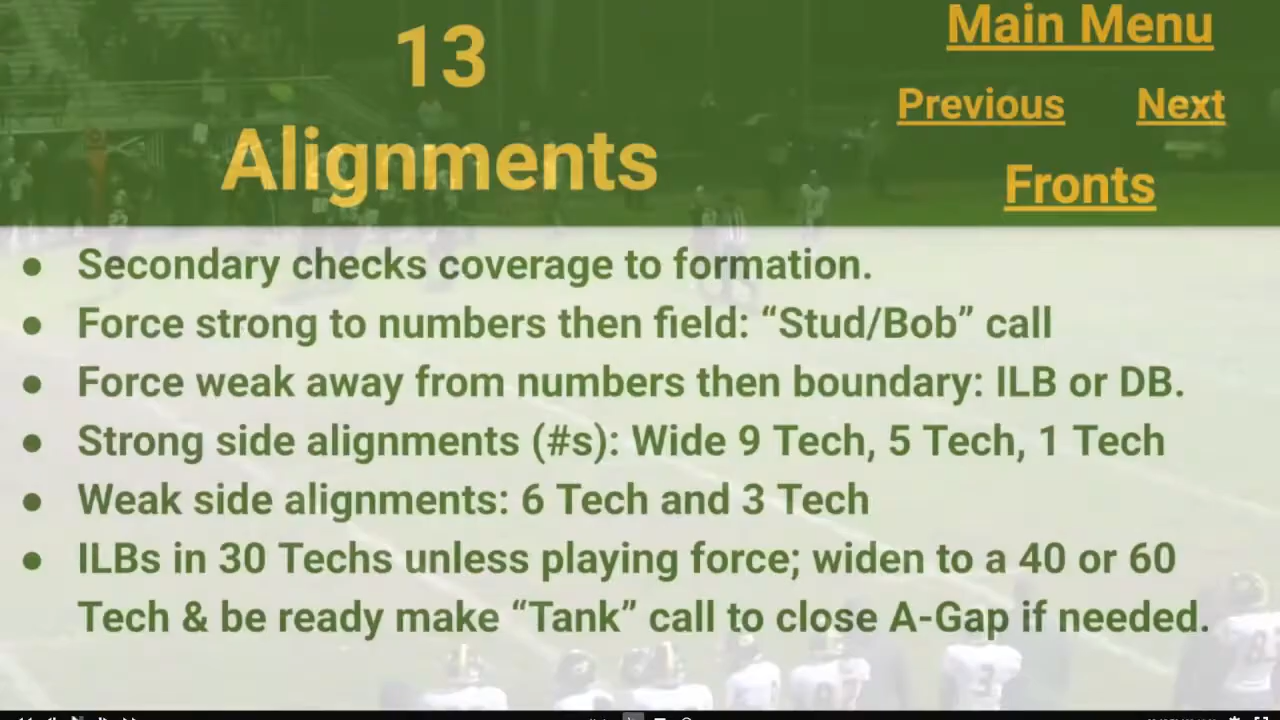 13
Alignments
Main Menu
Previous Next
Fronts
● Secondary checks coverage to formation.
● Force strong to numbers then field: “Stud/Bob” call
● Force weak away from numbers then boundary: ILB or DB.
● Strong side alignments (#s): Wide 9 Tech, 5 Tech, 1 Tech
● Weak side alignments: 6 Tech and 3 Tech
● ILBs in 30 Techs unless playing force; widen to a 40 or 60
Tech & be ready make “Tank” call to close A-Gap if needed.